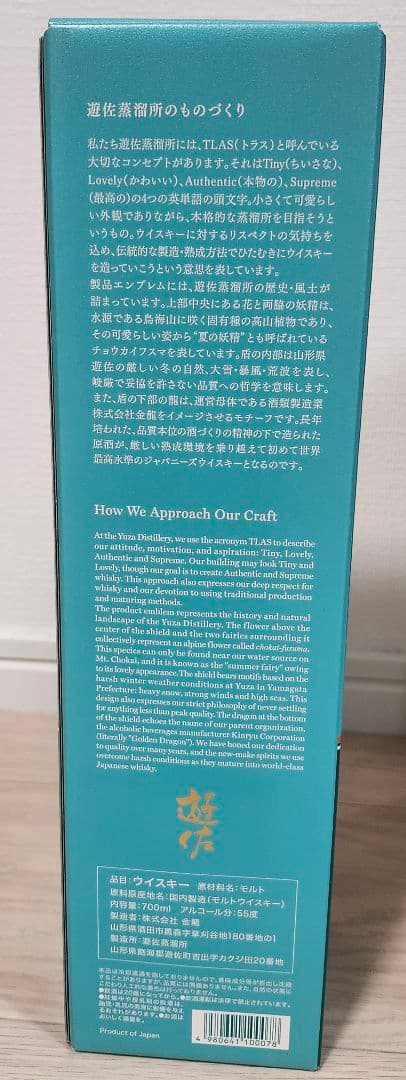 遊佐蒸溜所のものづくり
私たち遊佐蒸溜所には、TLAS（トラス）と呼んでいる
大切なコンセプトがあります。それはTiny（ちいさな）、
Lovely（かわいい）、Authentic（本物の）、Supreme
（最高の）の4つの英単語の頭文字。小さくて可愛らし
い外観でありながら、本格的な蒸溜所を目指そうと
いうもの。ウイスキーに対するリスペクトの気持ちを
込め、伝統的な製造・熟成方法でひたむきにウイスキー
を造っていこうという意思を表しています。
製品エンブレムには、遊佐蒸溜所の歴史・風土が
詰まっています。上部中央にある花と両脇の妖精は、
水源である鳥海山に咲く固有種の高山植物であり、
その可愛らしい姿から“夏の妖精”とも呼ばれている
チョウカイフスマを表しています。盾の内部は山形県
遊佐の厳しい冬の自然、大雪・暴風・荒波を表し、
峻厳で妥協を許さない品質への哲学を意味します。
また、盾の下部の龍は、運営母体である酒類製造業
株式会社金龍をイメージさせるモチーフです。長年
培われた、品質本位の酒づくりの精神の下で造られた
原酒が、厳しい熟成環境を乗り越えて初めて世界
最高水準のジャパニーズウイスキーとなるのです。
How We Approach Our Craft
At the Yuza Distillery, we use the acronym TLAS to describe
our attitude, motivation, and aspiration: Tiny, Lovely,
Authentic and Supreme. Our building may look Tiny and
Lovely, though our goal is to create Authentic and Supreme
whisky. This approach also expresses our deep respect for
whisky and our devotion to using traditional production
and maturing methods.
The product emblem represents the history and natural
landscape of the Yuza Distillery. The flower above the
center of the shield and the two fairies surrounding it
collectively represent an alpine flower called chokai-fusuma.
This species can only be found near our water source on
Mt. Chokai, and it is known as the "summer fairy" owing
to its lovely appearance. The shield bears motifs based on the
harsh winter weather conditions at Yuza in Yamagata
Prefecture: heavy snow, strong winds and high seas. This
design also expresses our strict philosophy of never settling
for anything less than peak quality. The dragon at the bottom
of the shield echoes the name of our parent organization,
the alcoholic beverages manufacturer Kinryu Corporation
(literally "Golden Dragon"). We have honed our dedication
to quality over many years, and the new-make spirits we use
overcome harsh conditions as they mature into world-class
Japanese whisky.
遊佐
品目：ウイスキー 原材料名：モルト
原料原産地名：国内製造（モルトウイスキー）
内容量：700ml アルコール分：55度
製造者：株式会社 金龍
山形県酒田市黒森字草刈谷地180番地の1
製造所：遊佐蒸溜所
山形県飽海郡遊佐町吉出字カクジ田20番地
Product of Japan
4 980641 100078